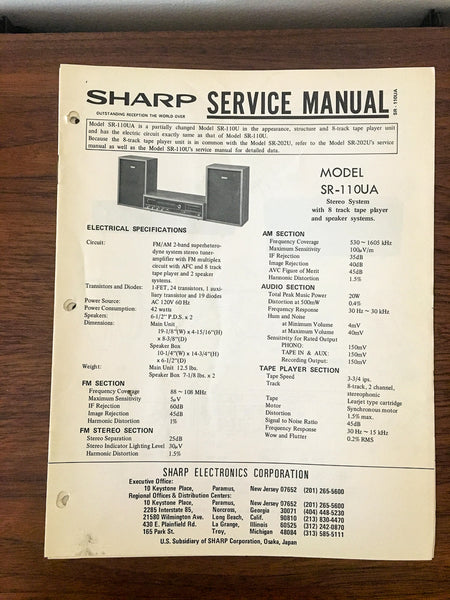 SHARP SERVICE MANUAL
OUTSTANDING RECEPTION THE WORLD OVER
SR-110UA
Model SR-110UA is a partially changed Model SR-110U in the appearance, structure and 8-track tape player unit
and has the electric circuit exactly same as that of Model SR-110U.
Because the 8-track tape unit is in common with the Model SR-202U, refer to the Model SR-202U's service
manual as well as the Model SR-110U's service manual for detailed data.
MODEL
SR-110UA
Stereo System
with 8 track tape player
and speaker systems.
ELECTRICAL SPECIFICATIONS
Circuit: FM/AM 2-band superhetero-
dyne system stereo tuner-
amplifier with FM multiplex
circuit with AFC and 8 track
tape player and 2 speaker
systems.
Transistors and Diodes: 1-FET, 24 transistors, 1 auxi-
liary transistor and 19 diodes
Power Source: AC 120V 60 Hz
Power Consumption: 42 watts
Speakers: 6-1/2" P.D.S. x 2
Dimensions: Main Unit
19-1/8"(W) x 4-15/16"(H)
x 8-3/8"(D)
Speaker Box
10-1/4"(W) x 14-3/4"(H)
x 6-1/2"(D)
Weight: Main Unit 12.5 lbs.
Speaker Box 7-1/8 lbs. x 2
FM SECTION
Frequency Coverage 88 ~ 108 MHz
Maximum Sensitivity 5µV
IF Rejection 60dB
Image Rejection 45dB
Harmonic Distortion 1%
FM STEREO SECTION
Stereo Separation 25dB
Stereo Indicator Lighting Level 30µV
Harmonic Distortion 1.5%
AM SECTION
Frequency Coverage 530 ~ 1605 kHz
Maximum Sensitivity 100µV/m
IF Rejection 35dB
Image Rejection 40dB
AVC Figure of Merit 45dB
Harmonic Distortion 1.5%
AUDIO SECTION
Total Peak Music Power 20W
Distortion at 500mW 0.4%
Frequency Response 30 Hz ~ 30 kHz
Hum and Noise
at Minimum Volume 4mV
at Maximum Volume 40mV
Sensitivity for Rated Output
PHONO: 150mV
TAPE IN & AUX: 150mV
Recording Output: 150mV
TAPE PLAYER SECTION
Tape Speed 3-3/4 ips.
Track 8-track, 2 channel,
stereophonic
Tape Learjet type cartridge
Motor Synchronous motor
Distortion 1.5% max.
Signal to Noise Ratio 45dB
Frequency Response 30 Hz ~ 15 kHz
Wow and Flutter 0.2% RMS
SHARP ELECTRONICS CORPORATION
Executive Office:
10 Keystone Place, Paramus, New Jersey 07652 (201) 265-5600
Regional Offices & Distribution Centers:
10 Keystone Place, Paramus, New Jersey 07652 (201) 265-5600
2285 Interstate 85, Norcross, Georgia 30071 (404) 448-5230
21580 Wilmington Ave. Long Beach, Calif. 90810 (213) 830-4470
430 E. Plainfield Rd. La Grange, Illinois 60525 (312) 242-0870
165 Park St. Troy, Michigan 48084 (313) 585-5111
U.S. Subsidiary of SHARP Corporation, Osaka, Japan